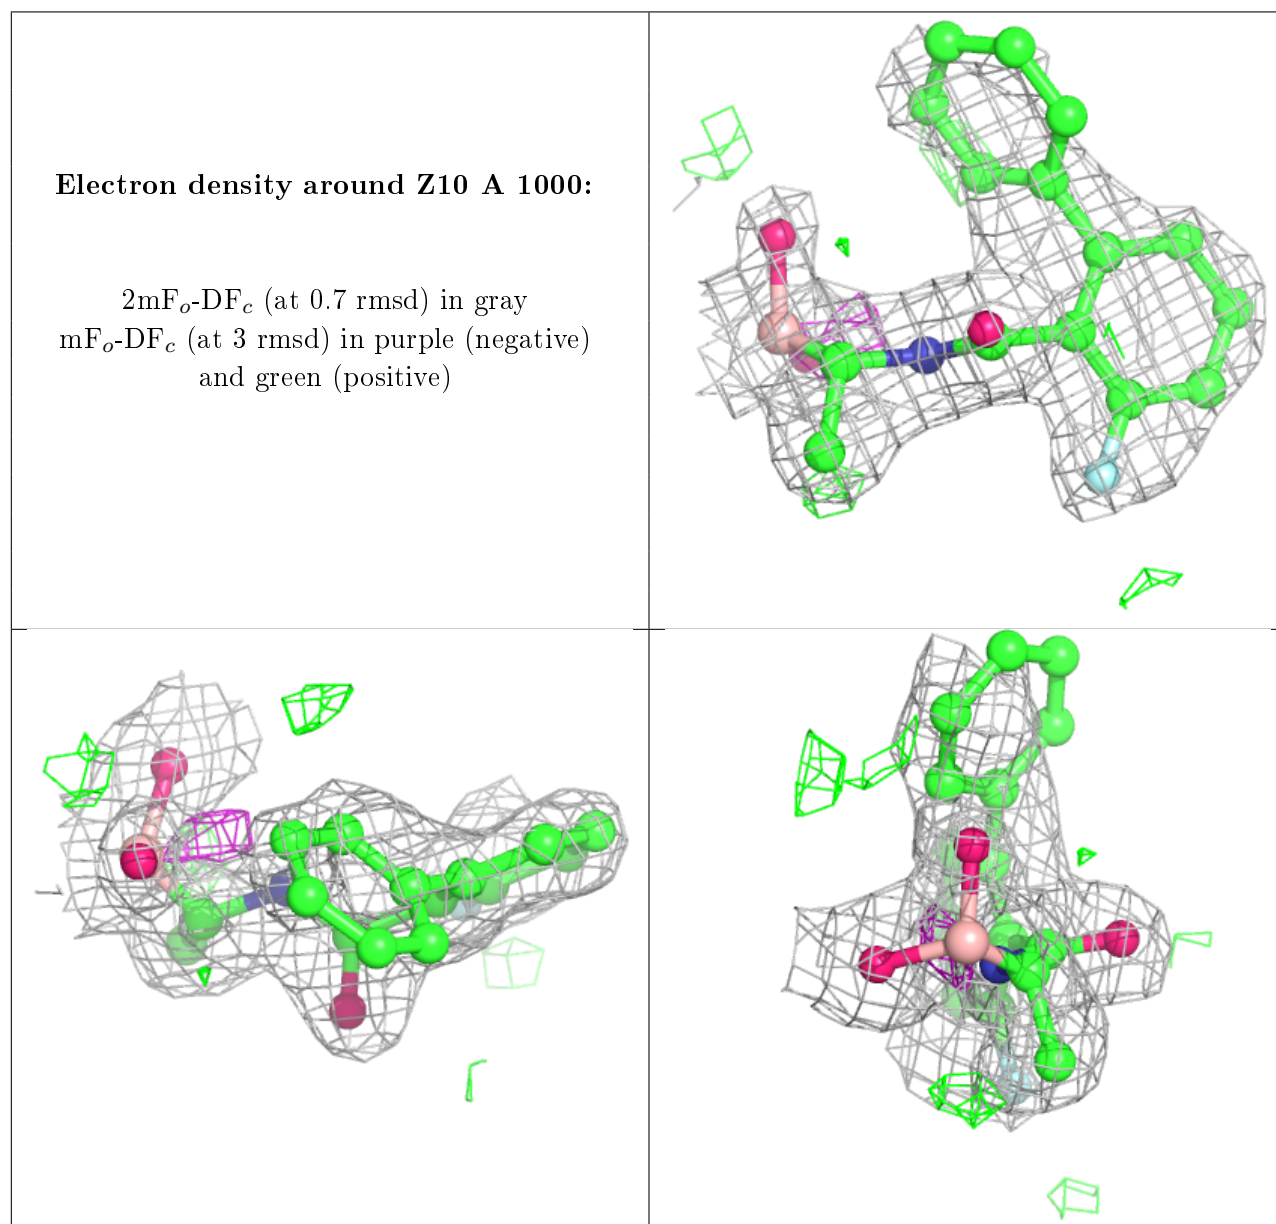 Electron density around Z10 A 1000:
2mFo-DFc (at 0.7 rmsd) in gray
mFo-DFc (at 3 rmsd) in purple (negative)
and green (positive)